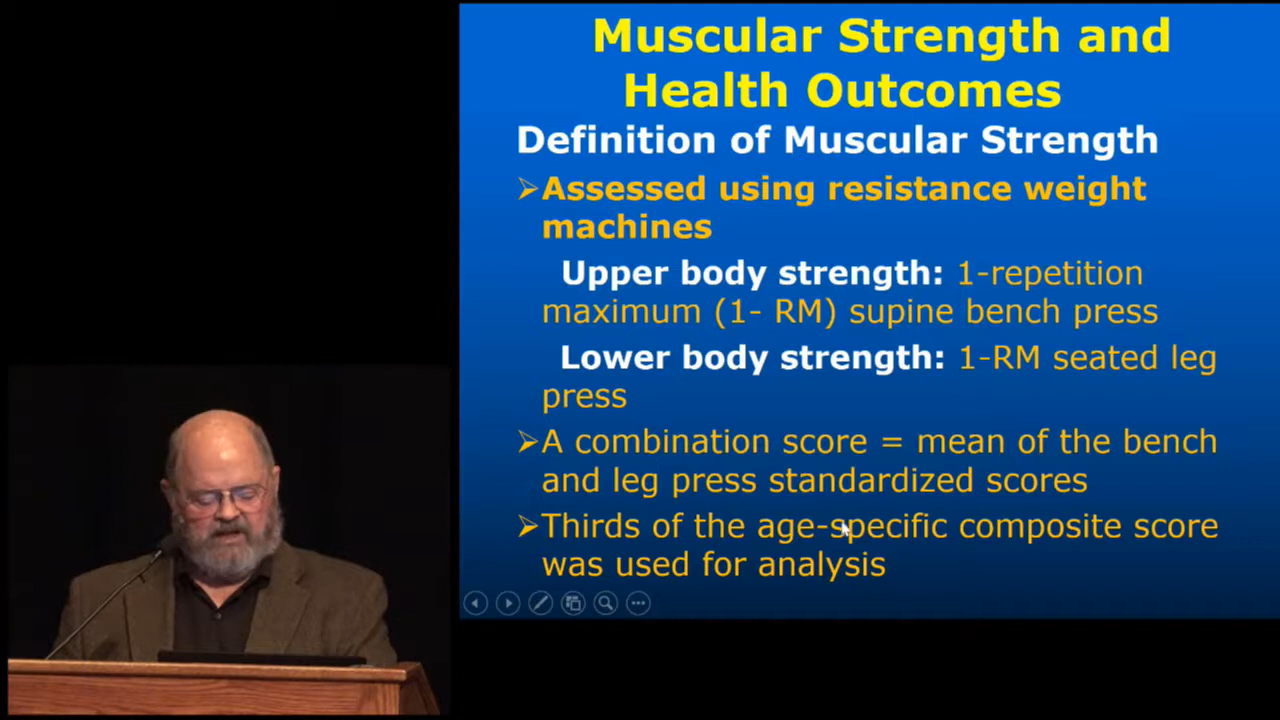 Muscular Strength and
Health Outcomes
Definition of Muscular Strength
➢Assessed using resistance weight
machines
Upper body strength: 1-repetition
maximum (1- RM) supine bench press
Lower body strength: 1-RM seated leg
press
➢A combination score = mean of the bench
and leg press standardized scores
➢Thirds of the age-specific composite score
was used for analysis